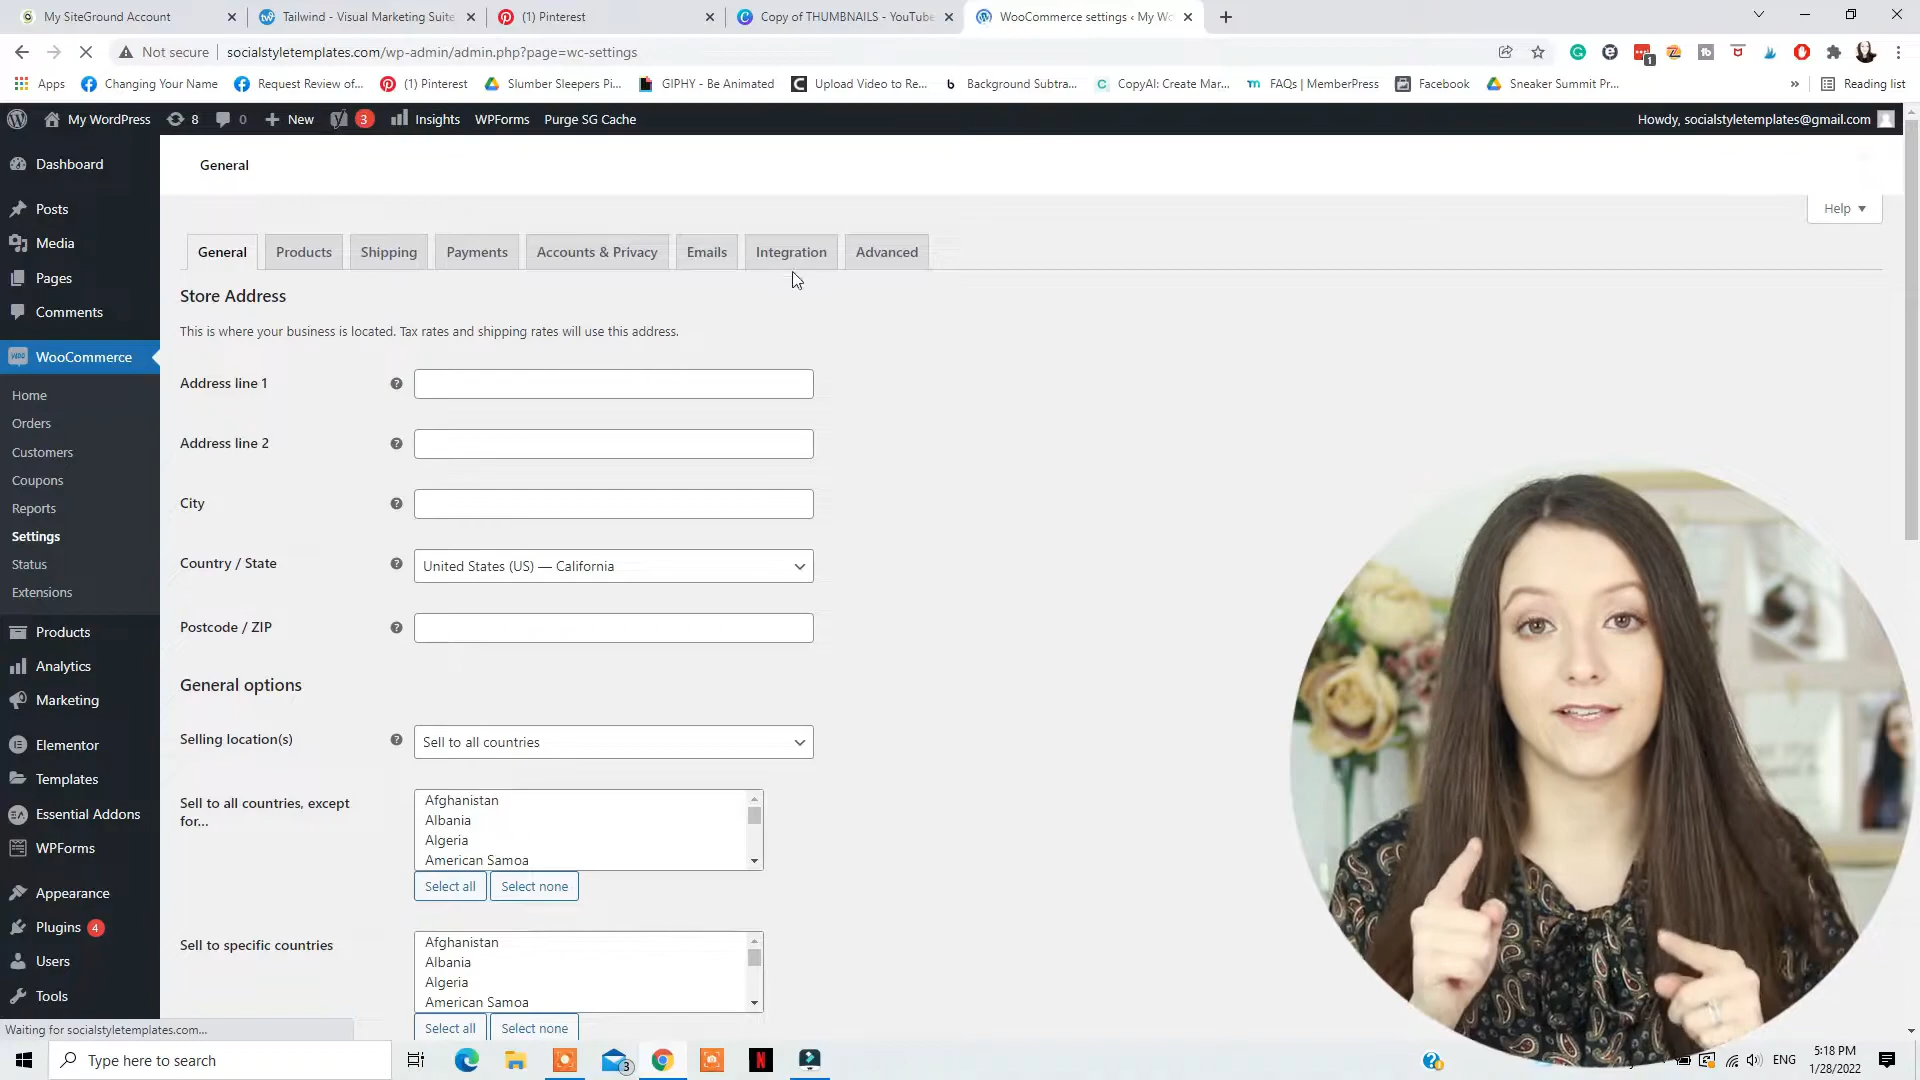 My SiteGround Account
Tailwind - Visual Marketing Suite
(1) Pinterest
Copy of THUMBNAILS - YouTube
WooCommerce settings ‹ My Wo
Not secure
socialstyletemplates.com/wp-admin/admin.php?page=wc-settings
1
Apps
Changing Your Name
Request Review of...
(1) Pinterest
Slumber Sleepers Pi...
GIPHY - Be Animated
Upload Video to Re...
Background Subtra...
CopyAI: Create Mar...
FAQs | MemberPress
Facebook
Sneaker Summit Pr...
»
Reading list
My WordPress
8
0
New
3
Insights
WPForms
Purge SG Cache
Howdy, socialstyletemplates@gmail.com
Dashboard
Posts
Media
Pages
Comments
WooCommerce
Home
Orders
Customers
Coupons
Reports
Settings
Status
Extensions
Products
Analytics
Marketing
Elementor
Templates
Essential Addons
WPForms
Appearance
Plugins 4
Users
Tools
General
Help
General
Products
Shipping
Payments
Accounts & Privacy
Emails
Integration
Advanced
Store Address
This is where your business is located. Tax rates and shipping rates will use this address.
Address line 1
Address line 2
City
Country / State
United States (US) — California
Postcode / ZIP
General options
Selling location(s)
Sell to all countries
Sell to all countries, except
for...
Afghanistan
Albania
Algeria
American Samoa
Select all
Select none
Sell to specific countries
Afghanistan
Albania
Algeria
American Samoa
Select all
Select none
Waiting for socialstyletemplates.com...
Type here to search
3
ENG
5:18 PM
1/28/2022